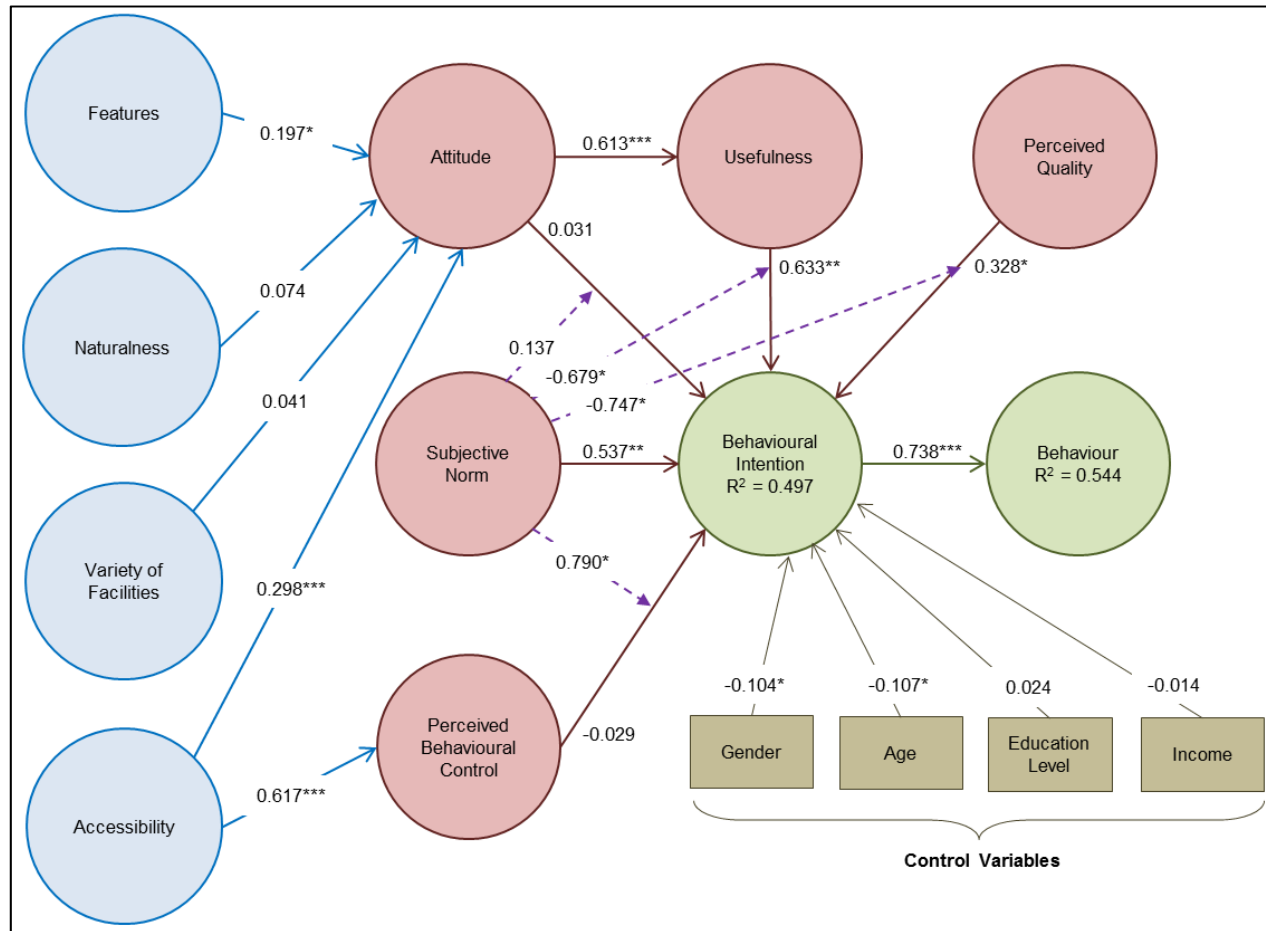 Features
0.197*
Attitude
0.613***
Usefulness
Perceived
Quality
0.031
0.633**
0.328*
0.074
Naturalness
0.137
-0.679*
-0.747*
0.041
Subjective
Norm
0.537**
Behavioural
Intention
R² = 0.497
0.738***
Behaviour
R² = 0.544
Variety of
Facilities
0.298***
0.790*
Perceived
Behavioural
Control
-0.029
-0.104*
-0.107*
0.024
-0.014
Gender
Age
Education
Level
Income
0.617***
Accessibility
Control Variables